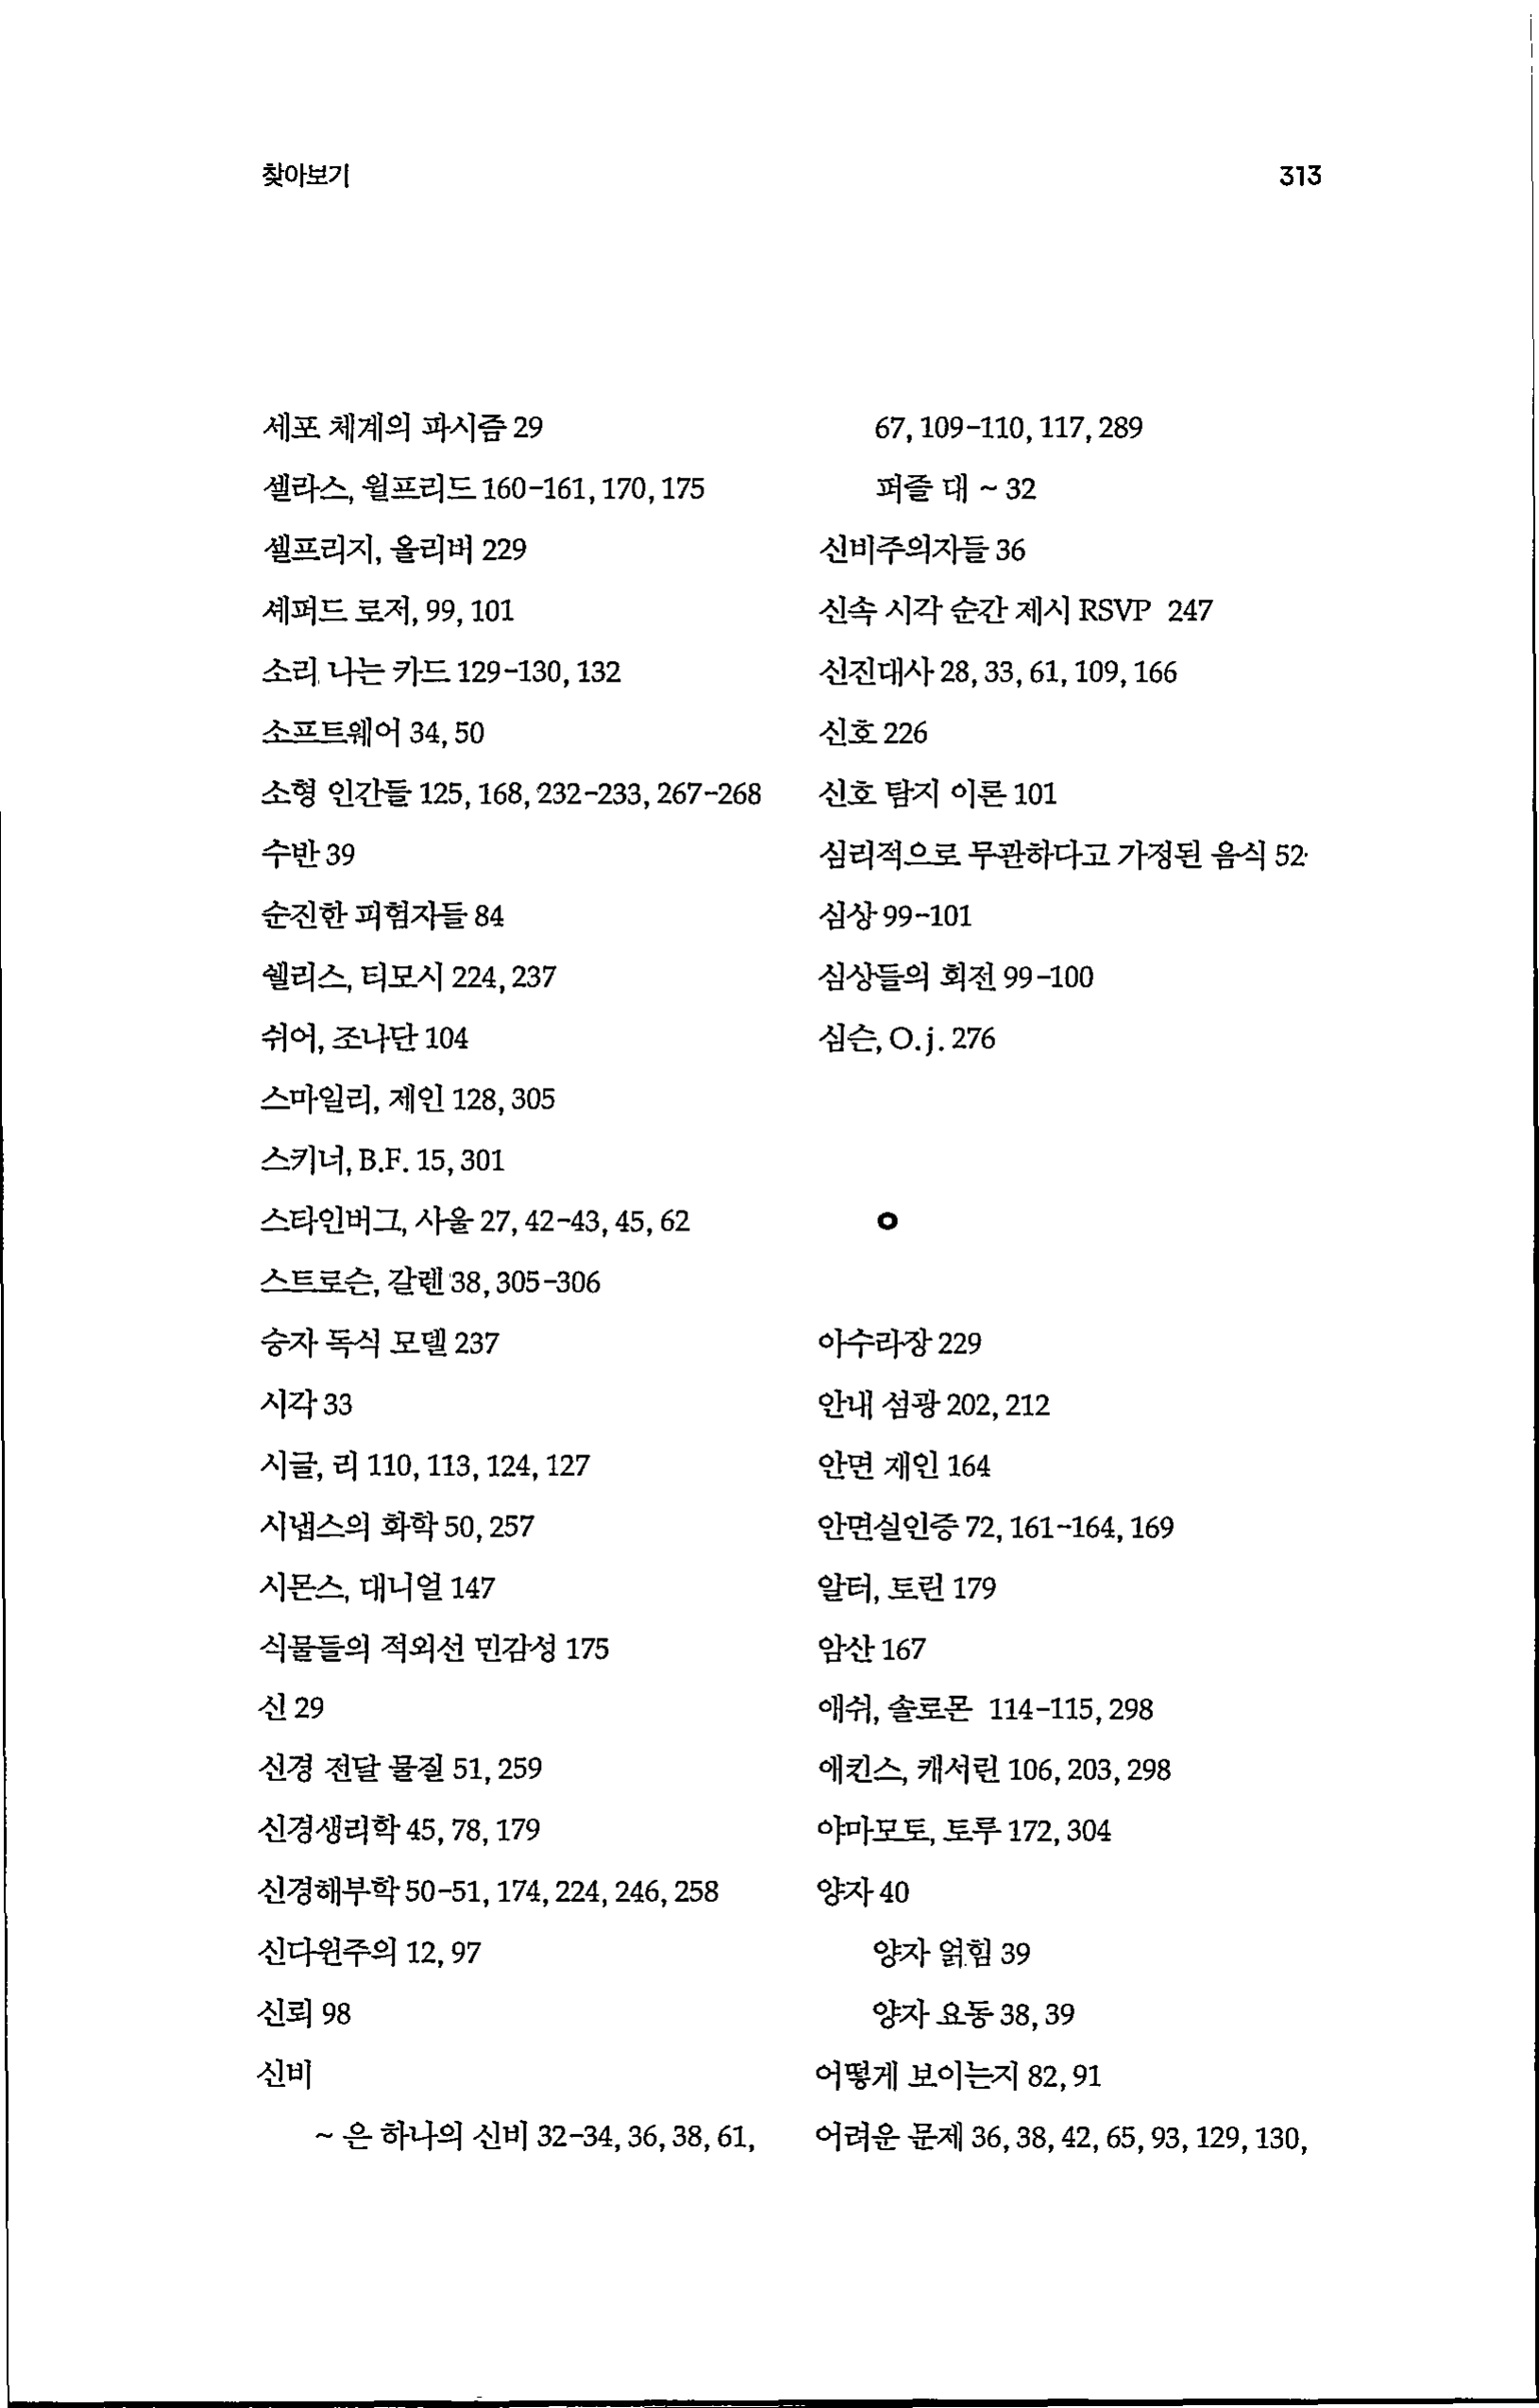 찾아보기
313
세포 체계의 파시즘 29
셀라스, 윌프리드 160-161, 170, 175
셀프리지, 올리버 229
셰퍼드 로저, 99, 101
소리 나는 카드 129-130, 132
소프트웨어 34, 50
소형 인간들 125, 168, 232-233, 267-268
수반 39
순진한 피험자들 84
쉘리스, 티모시 224, 237
쉬어, 조나단 104
스마일리, 제인 128, 305
스키너, B.F. 15, 301
스타인버그, 사울 27, 42-43, 45, 62
스트로슨, 갈렌 38, 305-306
승자 독식 모델 237
시각 33
시글, 리 110, 113, 124, 127
시냅스의 화학 50, 257
시몬스, 대니얼 147
식물들의 적외선 민감성 175
신 29
신경 전달 물질 51, 259
신경생리학 45, 78, 179
신경해부학 50-51, 174, 224, 246, 258
신다윈주의 12, 97
신뢰 98
신비
~ 은 하나의 신비 32-34, 36, 38, 61,
67, 109-110, 117, 289
퍼즐 대 ~ 32
신비주의자들 36
신속 시각 순간 제시 RSVP 247
신진대사 28, 33, 61, 109, 166
신호 226
신호 탐지 이론 101
심리적으로 무관하다고 가정된 음식 52
심상 99-101
심상들의 회전 99-100
심슨, O.j. 276
ㅇ
아수라장 229
안내 섬광 202, 212
안면 재인 164
안면실인증 72, 161-164, 169
알터, 토린 179
암산 167
애쉬, 솔로몬 114-115, 298
애킨스, 캐서린 106, 203, 298
야마모토, 토루 172, 304
양자 40
양자 얽힘 39
양자 요동 38, 39
어떻게 보이는지 82, 91
어려운 문제 36, 38, 42, 65, 93, 129, 130,